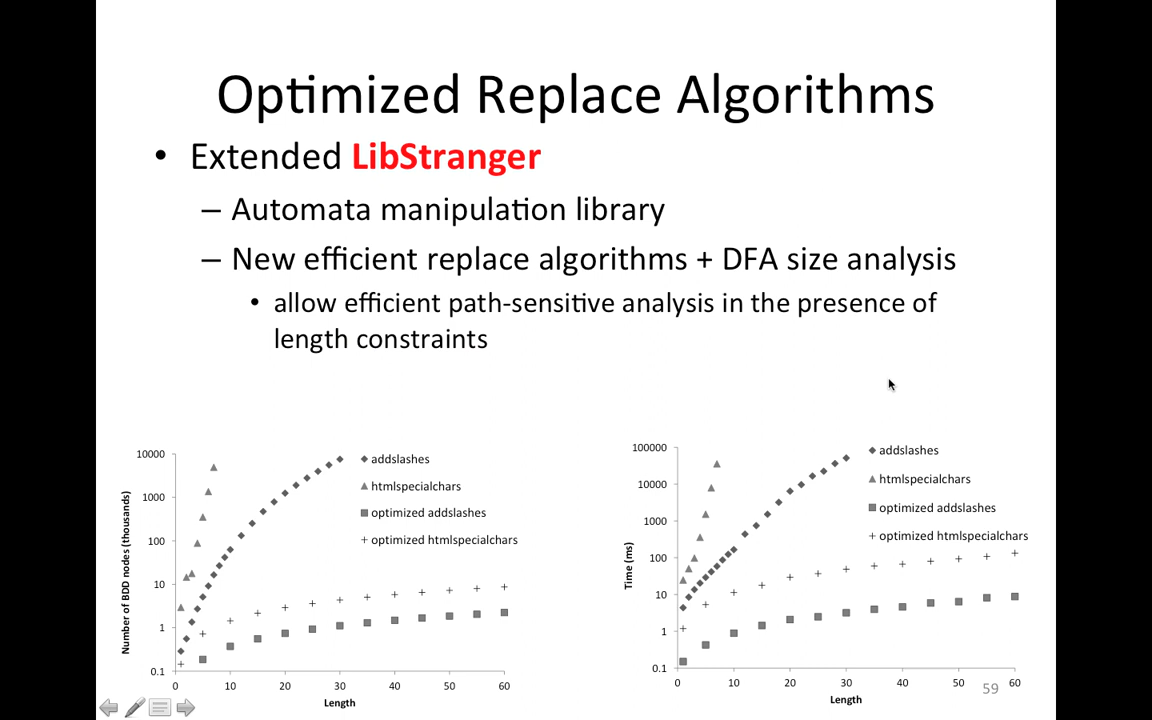 Optimized Replace Algorithms
• Extended LibStranger
– Automata manipulation library
– New efficient replace algorithms + DFA size analysis
• allow efficient path-sensitive analysis in the presence of
length constraints
Number of BDD nodes (thousands)
10000
1000
100
10
1
0.1
0 10 20 30 40 50 60
Length
addslashes
htmlspecialchars
optimized addslashes
optimized htmlspecialchars
Time (ms)
100000
10000
1000
100
10
1
0.1
0 10 20 30 40 50 60
Length
addslashes
htmlspecialchars
optimized addslashes
optimized htmlspecialchars
59